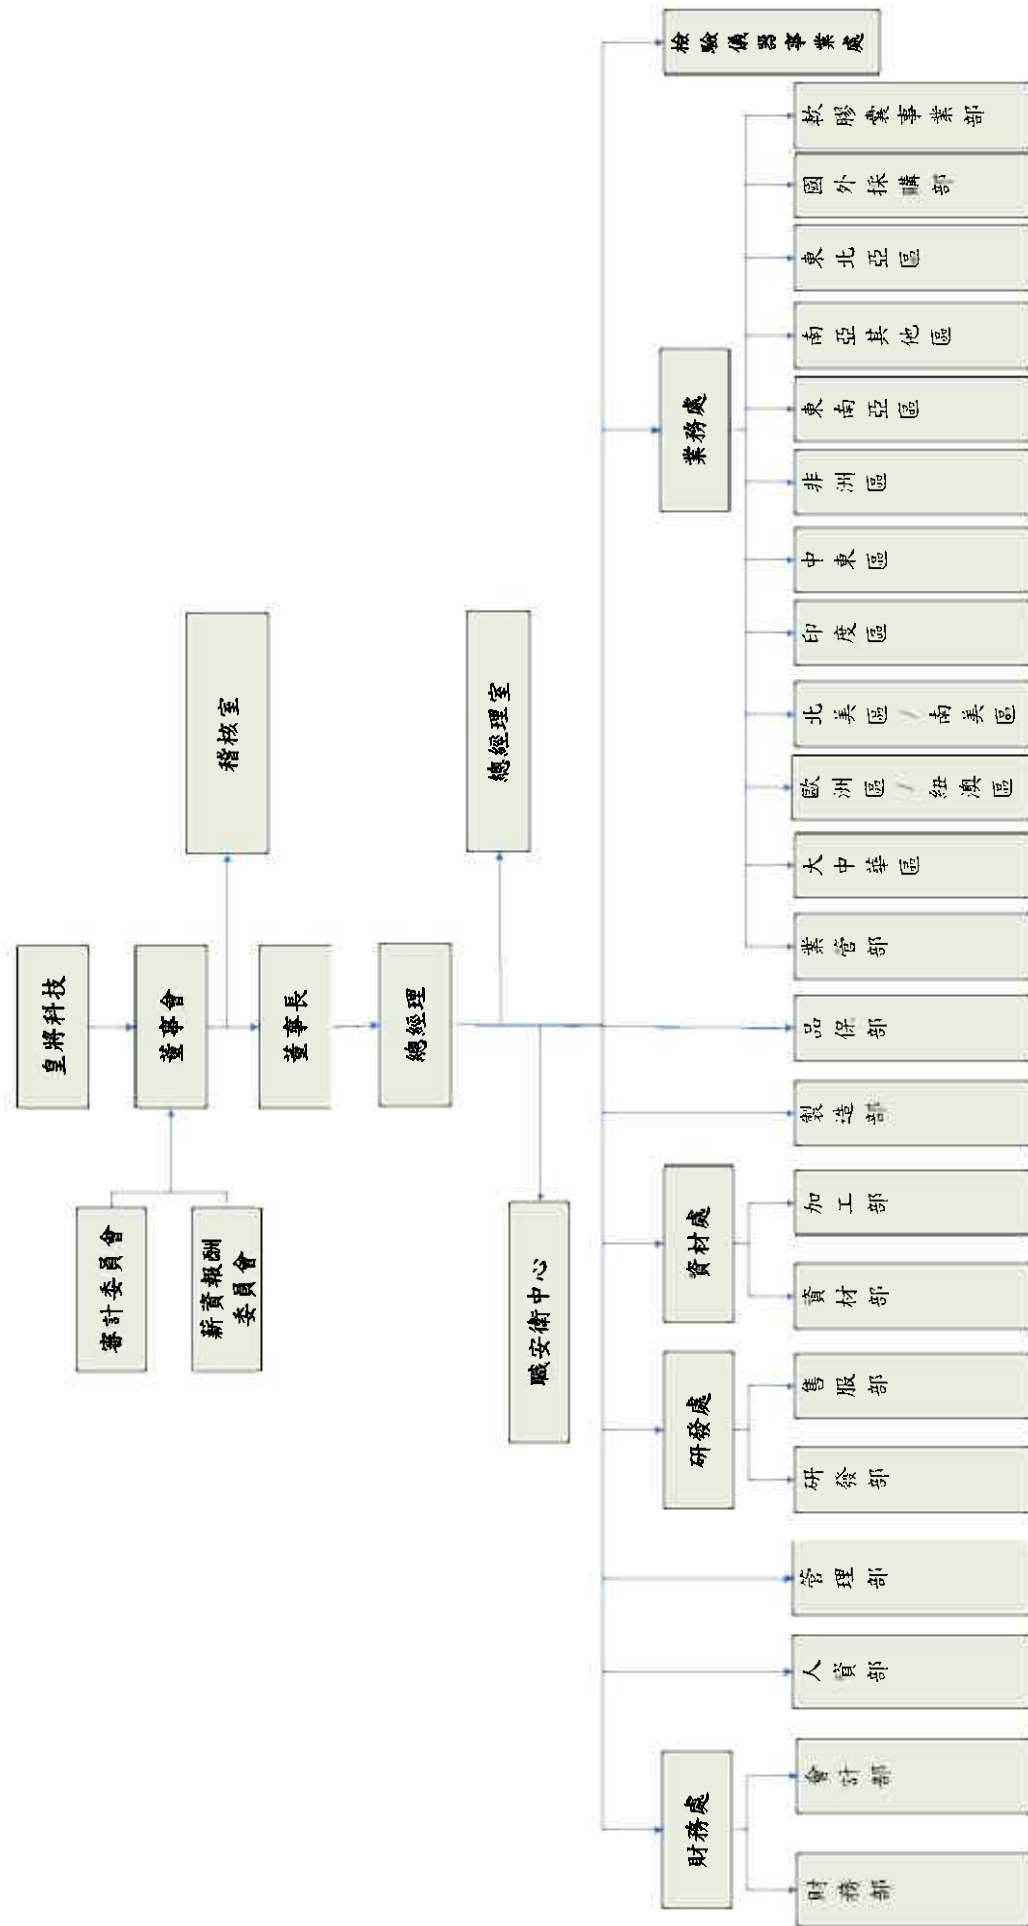 皇將科技
董事會
審計委員會
薪資報酬
委員會
稽核室
董事長
總經理
總經理室
職安衛中心
財務處
研發處
資材處
業務處
檢驗儀器事業處
財務部
會計部
人資部
管理部
研發部
售服部
資材部
加工部
製造部
品保部
業管部
大中華區
歐洲區/紐澳區
北美區/南美區
印度區
中東區
非洲區
東南亞區
南亞其他區
東北亞區
國外採購部
軟膠囊事業部